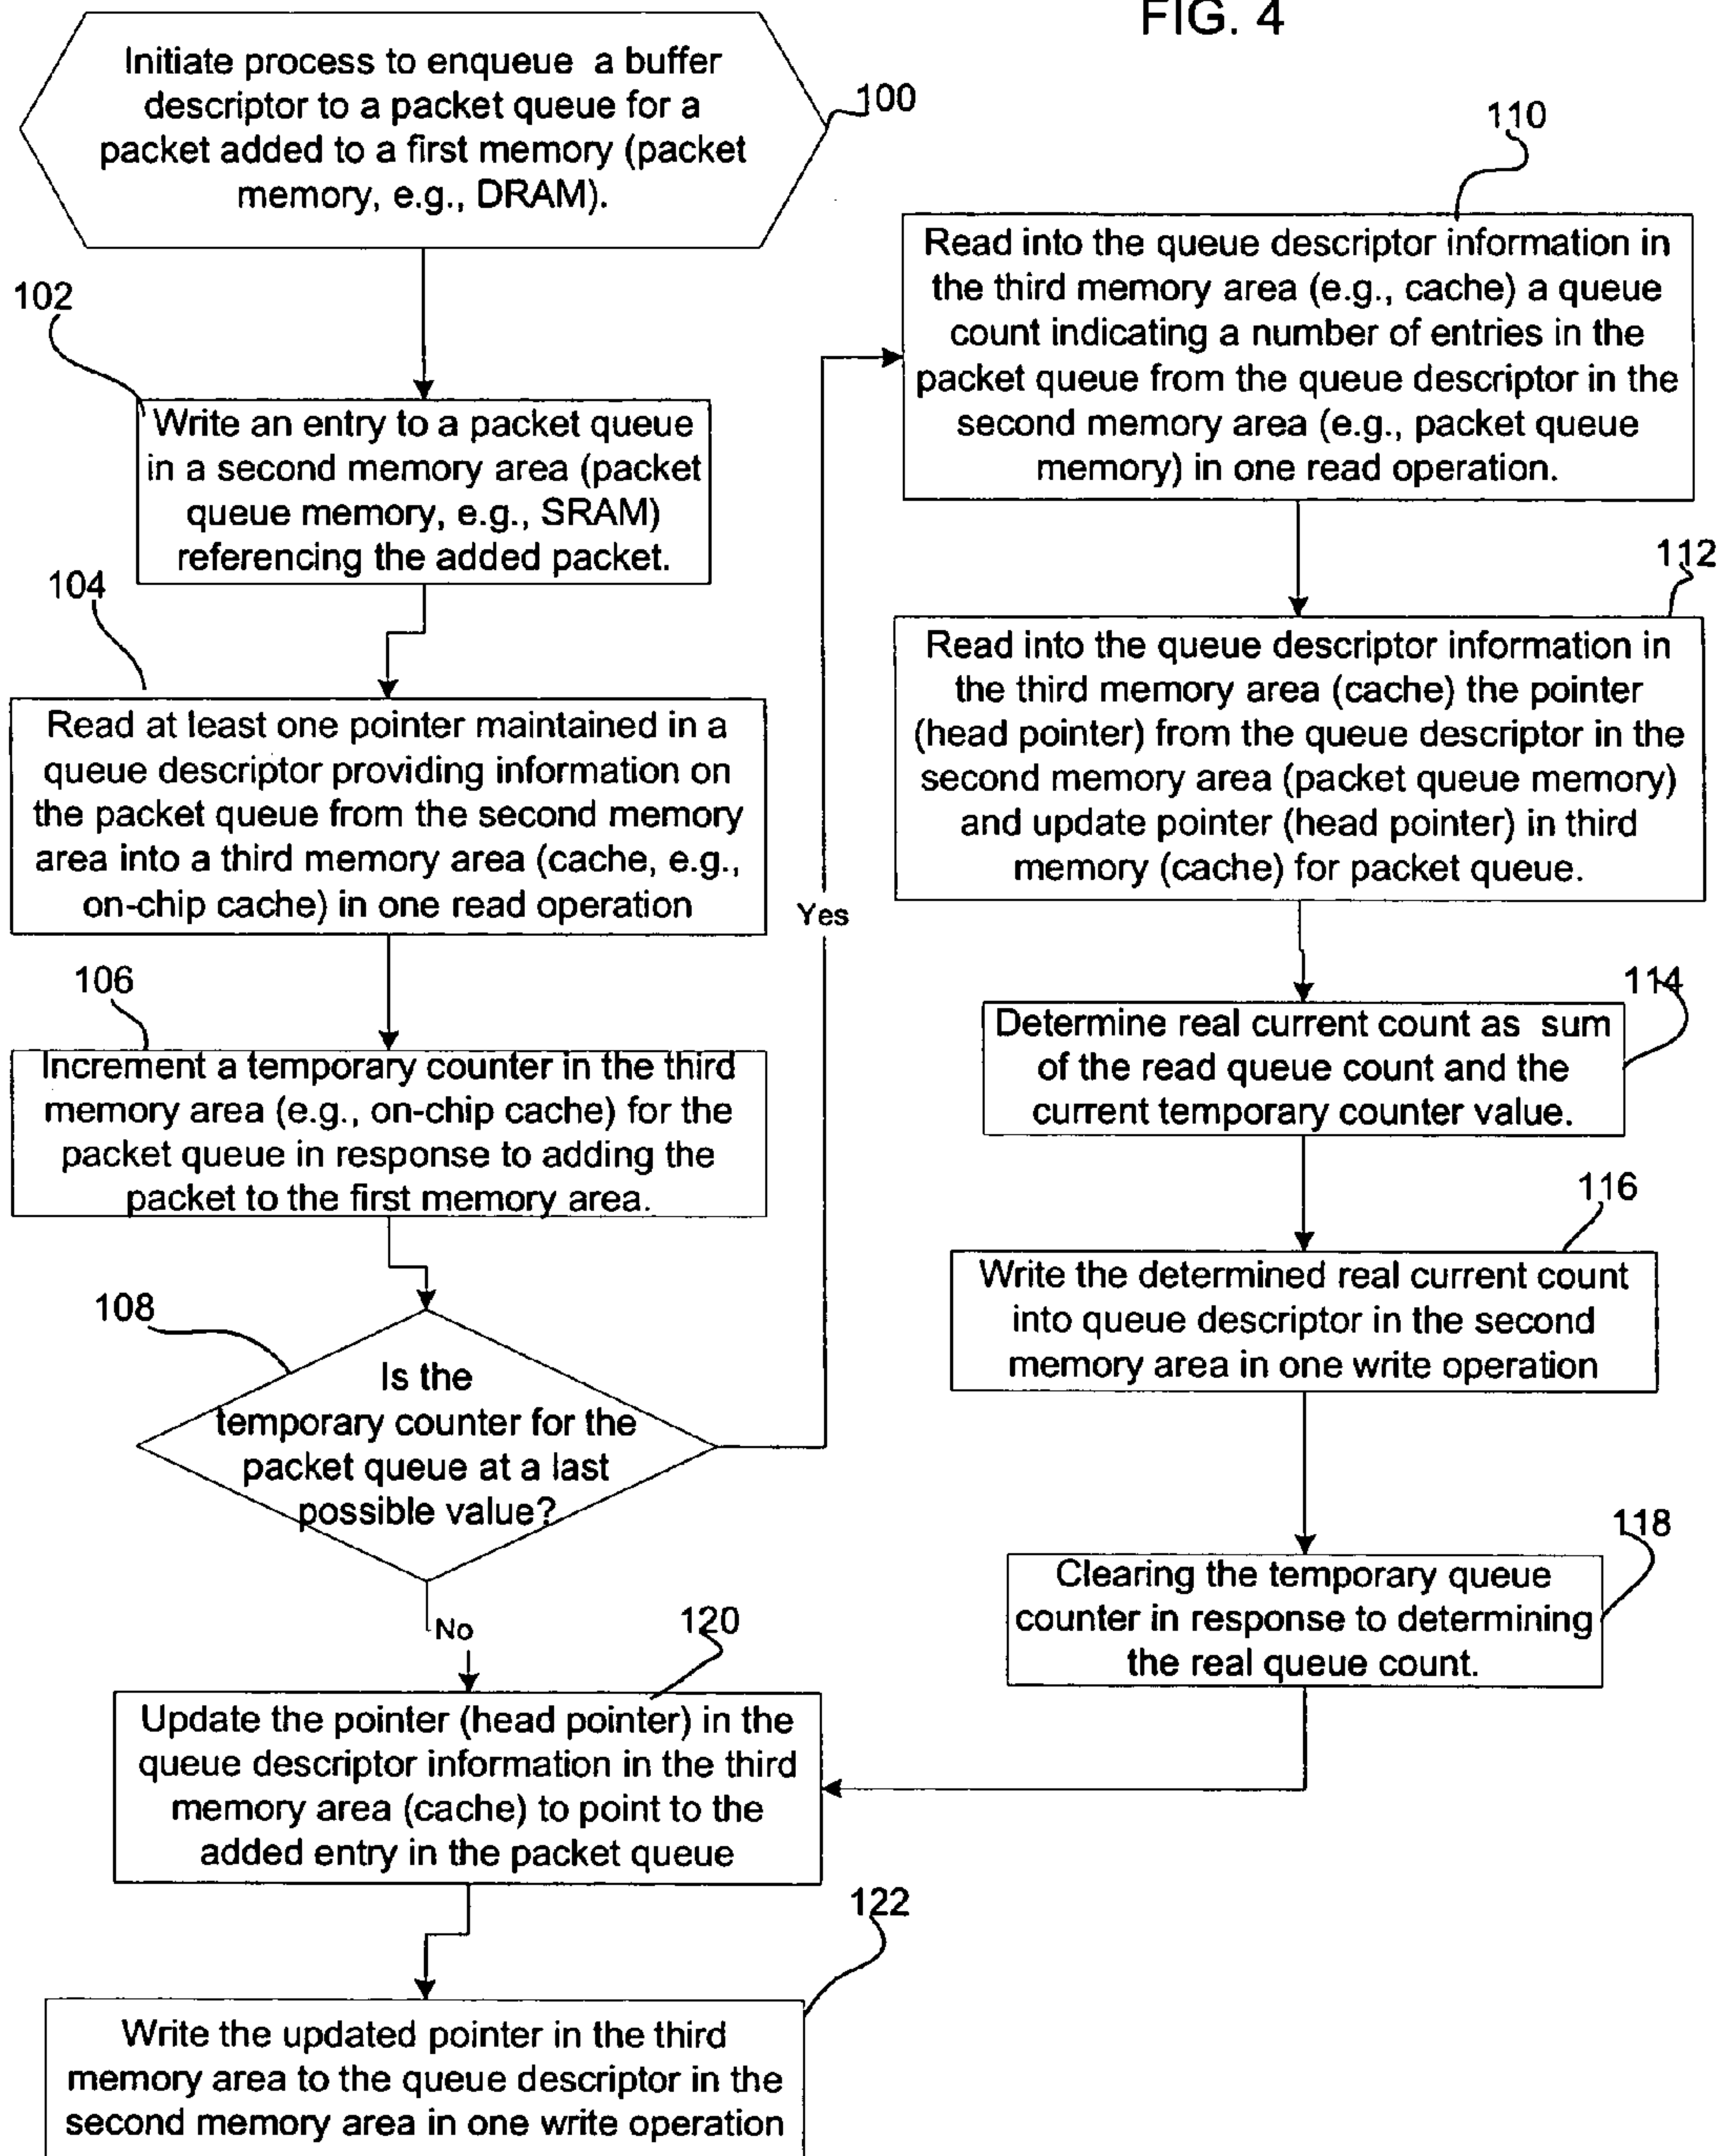 FIG. 4
Initiate process to enqueue a buffer
descriptor to a packet queue for a
packet added to a first memory (packet
memory, e.g., DRAM).
100
102
Write an entry to a packet queue
in a second memory area (packet
queue memory, e.g., SRAM)
referencing the added packet.
104
Read at least one pointer maintained in a
queue descriptor providing information on
the packet queue from the second memory
area into a third memory area (cache, e.g.,
on-chip cache) in one read operation
106
Increment a temporary counter in the third
memory area (e.g., on-chip cache) for the
packet queue in response to adding the
packet to the first memory area.
108
Is the
temporary counter for the
packet queue at a last
possible value?
Yes
No
110
Read into the queue descriptor information in
the third memory area (e.g., cache) a queue
count indicating a number of entries in the
packet queue from the queue descriptor in the
second memory area (e.g., packet queue
memory) in one read operation.
112
Read into the queue descriptor information in
the third memory area (cache) the pointer
(head pointer) from the queue descriptor in the
second memory area (packet queue memory)
and update pointer (head pointer) in third
memory (cache) for packet queue.
114
Determine real current count as sum
of the read queue count and the
current temporary counter value.
116
Write the determined real current count
into queue descriptor in the second
memory area in one write operation
118
Clearing the temporary queue
counter in response to determining
the real queue count.
120
Update the pointer (head pointer) in the
queue descriptor information in the third
memory area (cache) to point to the
added entry in the packet queue
122
Write the updated pointer in the third
memory area to the queue descriptor in the
second memory area in one write operation